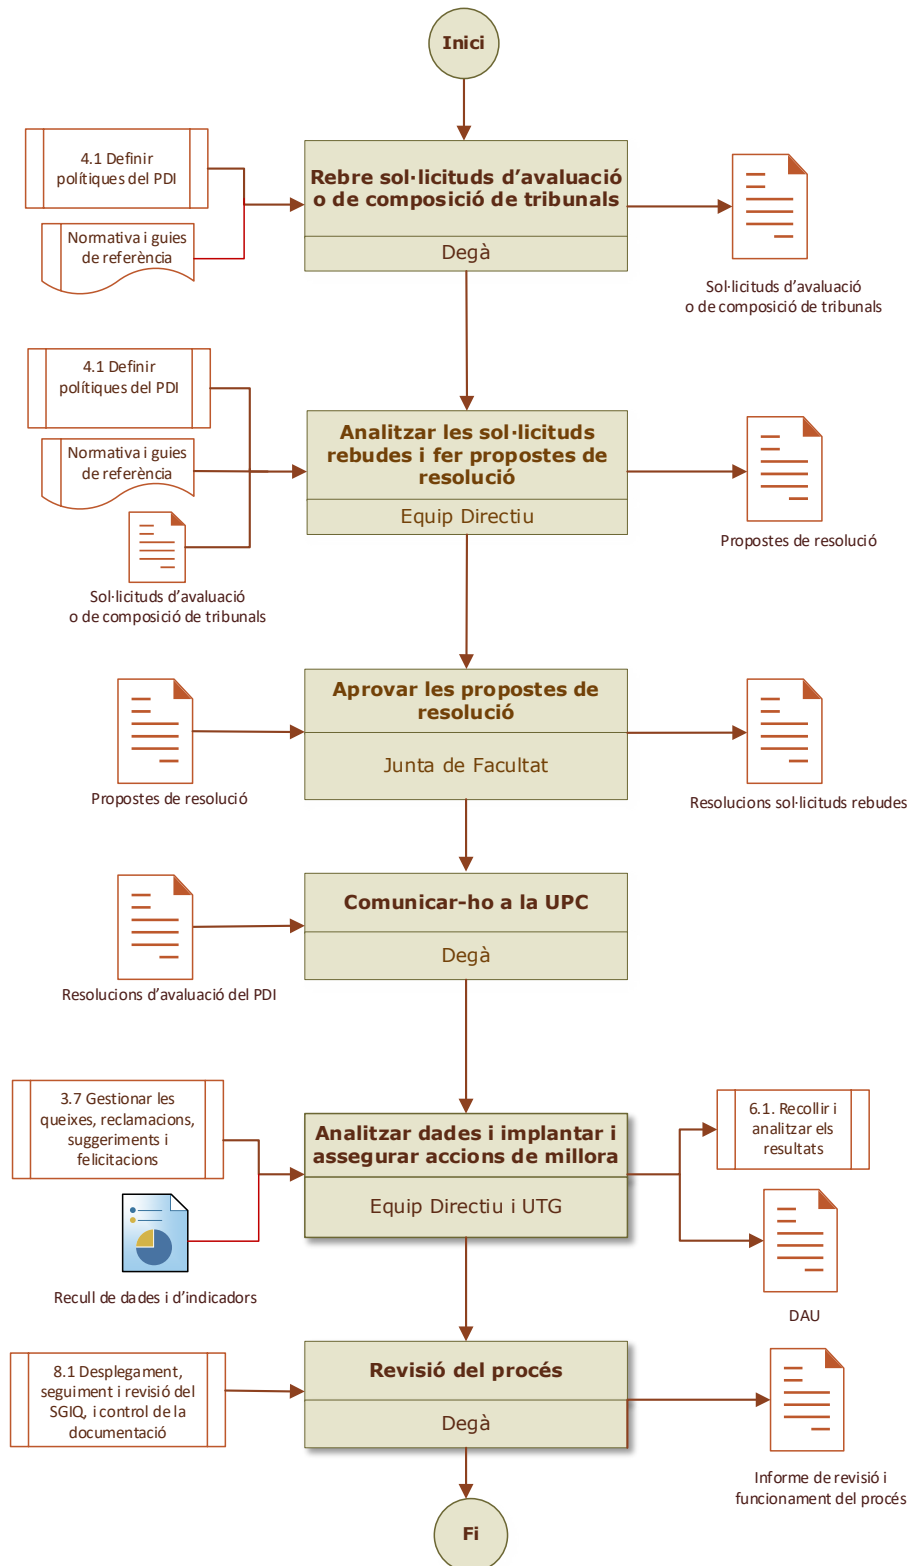 Inici
4.1 Definir
polítiques del PDI
Normativa i guies
de referència
Rebre sol·licituds d’avaluació
o de composició de tribunals
Degà
Sol·licituds d’avaluació
o de composició de tribunals
4.1 Definir
polítiques del PDI
Normativa i guies
de referència
Sol·licituds d’avaluació
o de composició de tribunals
Analitzar les sol·licituds
rebudes i fer propostes de
resolució
Equip Directiu
Propostes de resolució
Propostes de resolució
Aprovar les propostes de
resolució
Junta de Facultat
Resolucions sol·licituds rebudes
Resolucions d’avaluació del PDI
Comunicar-ho a la UPC
Degà
3.7 Gestionar les
queixes, reclamacions,
suggeriments i
felicitacions
Recull de dades i d’indicadors
Analitzar dades i implantar i
assegurar accions de millora
Equip Directiu i UTG
6.1. Recollir i
analitzar els
resultats
DAU
8.1 Desplegament,
seguiment i revisió del
SGIQ, i control de la
documentació
Revisió del procés
Degà
Informe de revisió i
funcionament del procés
Fi